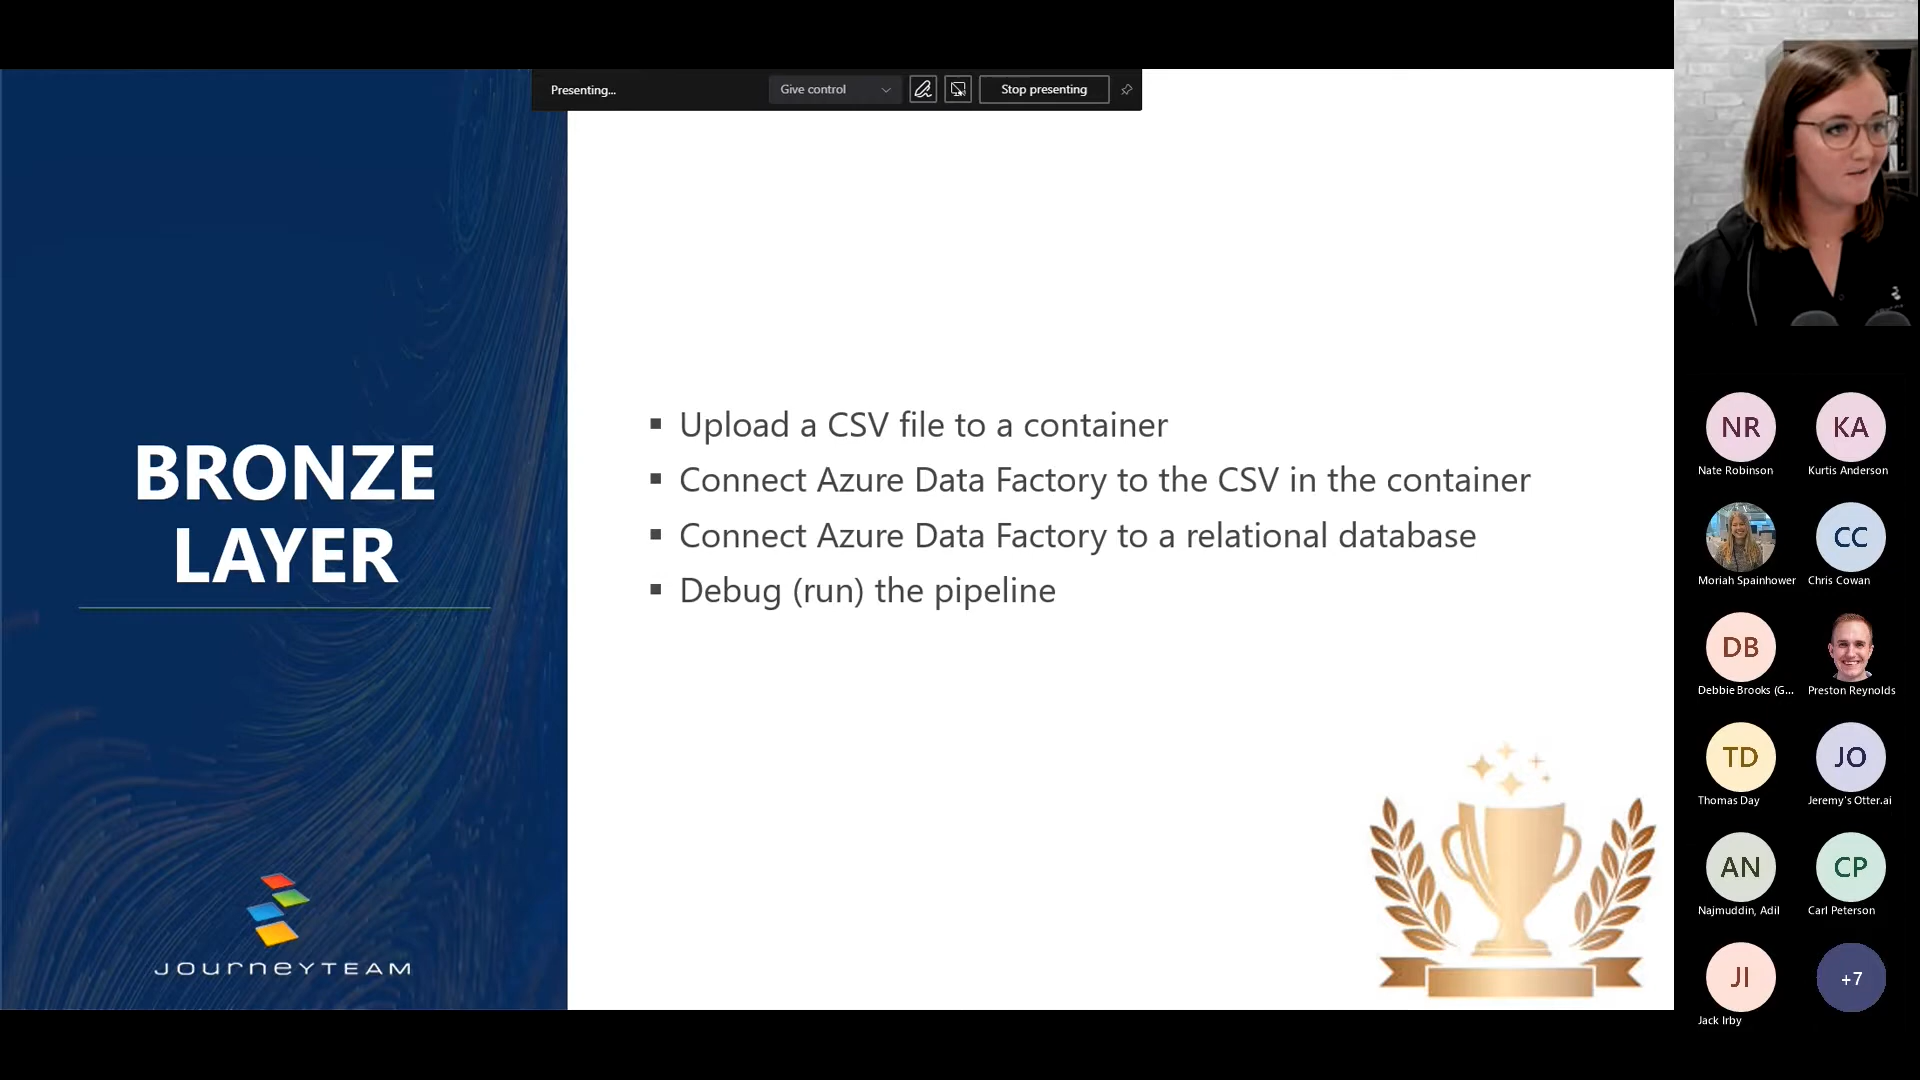 Presenting...
Give control
Stop presenting
BRONZE
LAYER
JOURNEYTEAM
Upload a CSV file to a container
Connect Azure Data Factory to the CSV in the container
Connect Azure Data Factory to a relational database
Debug (run) the pipeline
NR
KA
Nate Robinson
Kurtis Anderson
CC
Moriah Spainhower
Chris Cowan
DB
Debbie Brooks (G...
Preston Reynolds
TD
JO
Thomas Day
Jeremy's Otter.ai
AN
CP
Najmuddin, Adil
Carl Peterson
JI
+7
Jack Irby